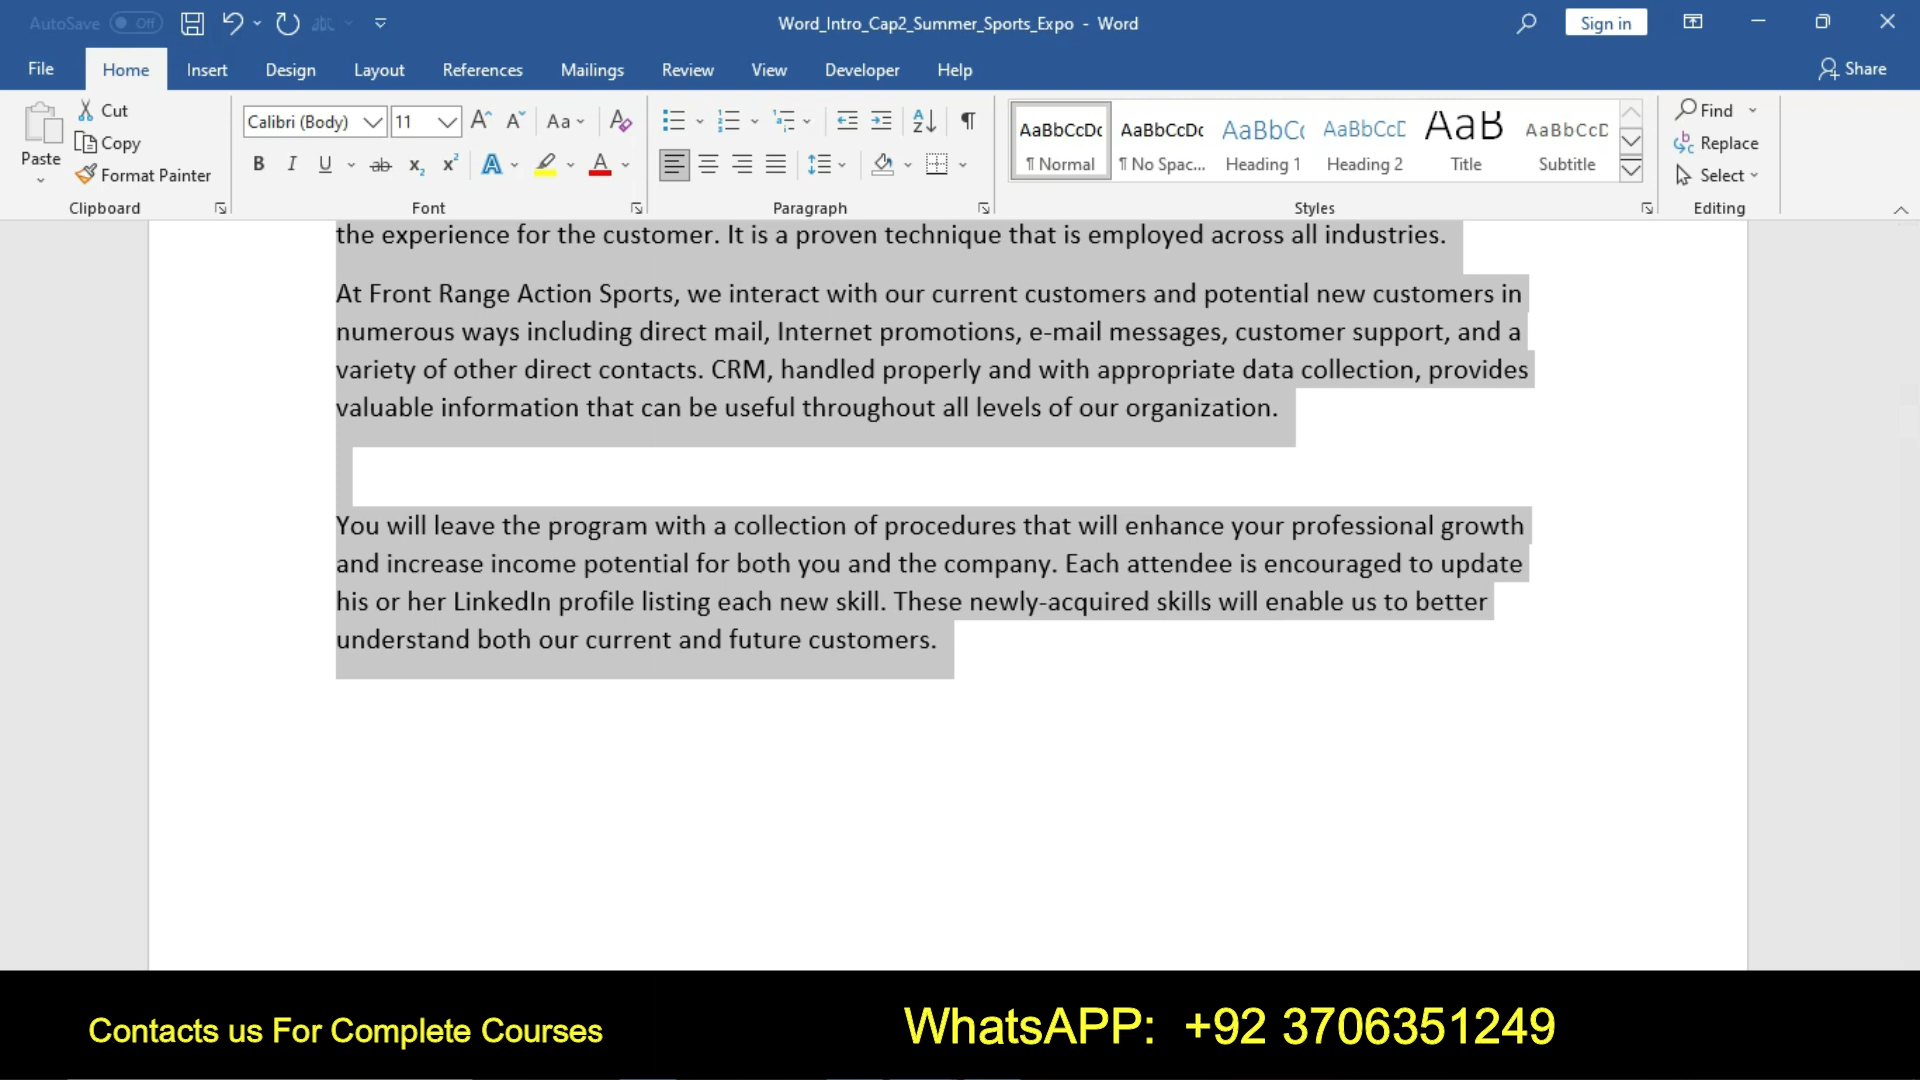 AutoSave Off Word_Intro_Cap2_Summer_Sports_Expo - Word Sign in
File Home Insert Design Layout References Mailings Review View Developer Help Share
Cut
Copy
Format Painter
Paste
Clipboard
Calibri (Body) 11 Aa
B I U ab x₂ x² A A
Font
Paragraph
AaBbCcDc AaBbCcDc AaBbCc AaBbCcD AaB AaBbCcD
¶ Normal ¶ No Spac... Heading 1 Heading 2 Title Subtitle
Styles
Find
Replace
Select
Editing
the experience for the customer. It is a proven technique that is employed across all industries.
At Front Range Action Sports, we interact with our current customers and potential new customers in
numerous ways including direct mail, Internet promotions, e-mail messages, customer support, and a
variety of other direct contacts. CRM, handled properly and with appropriate data collection, provides
valuable information that can be useful throughout all levels of our organization.
You will leave the program with a collection of procedures that will enhance your professional growth
and increase income potential for both you and the company. Each attendee is encouraged to update
his or her LinkedIn profile listing each new skill. These newly-acquired skills will enable us to better
understand both our current and future customers.
Contacts us For Complete Courses
WhatsAPP: +92 3706351249